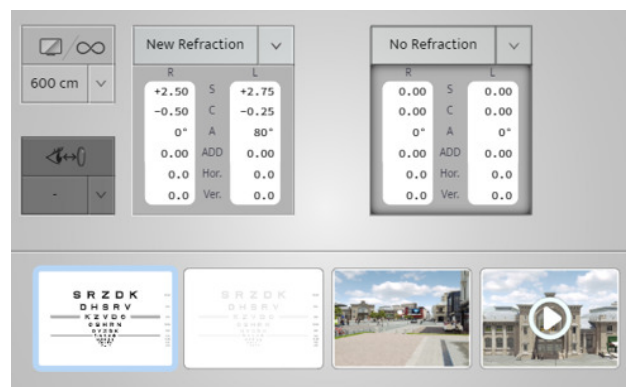 600 cm
-
New Refraction
R L
+2.50 S +2.75
−0.50 C −0.25
0° A 80°
0.00 ADD 0.00
0.0 Hor. 0.0
0.0 Ver. 0.0
No Refraction
R L
0.00 S 0.00
0.00 C 0.00
0° A 0°
0.00 ADD 0.00
0.0 Hor. 0.0
0.0 Ver. 0.0
S R Z D K
D H S R V
K Z V D C
S R Z D K
D H S R V
K Z V D C